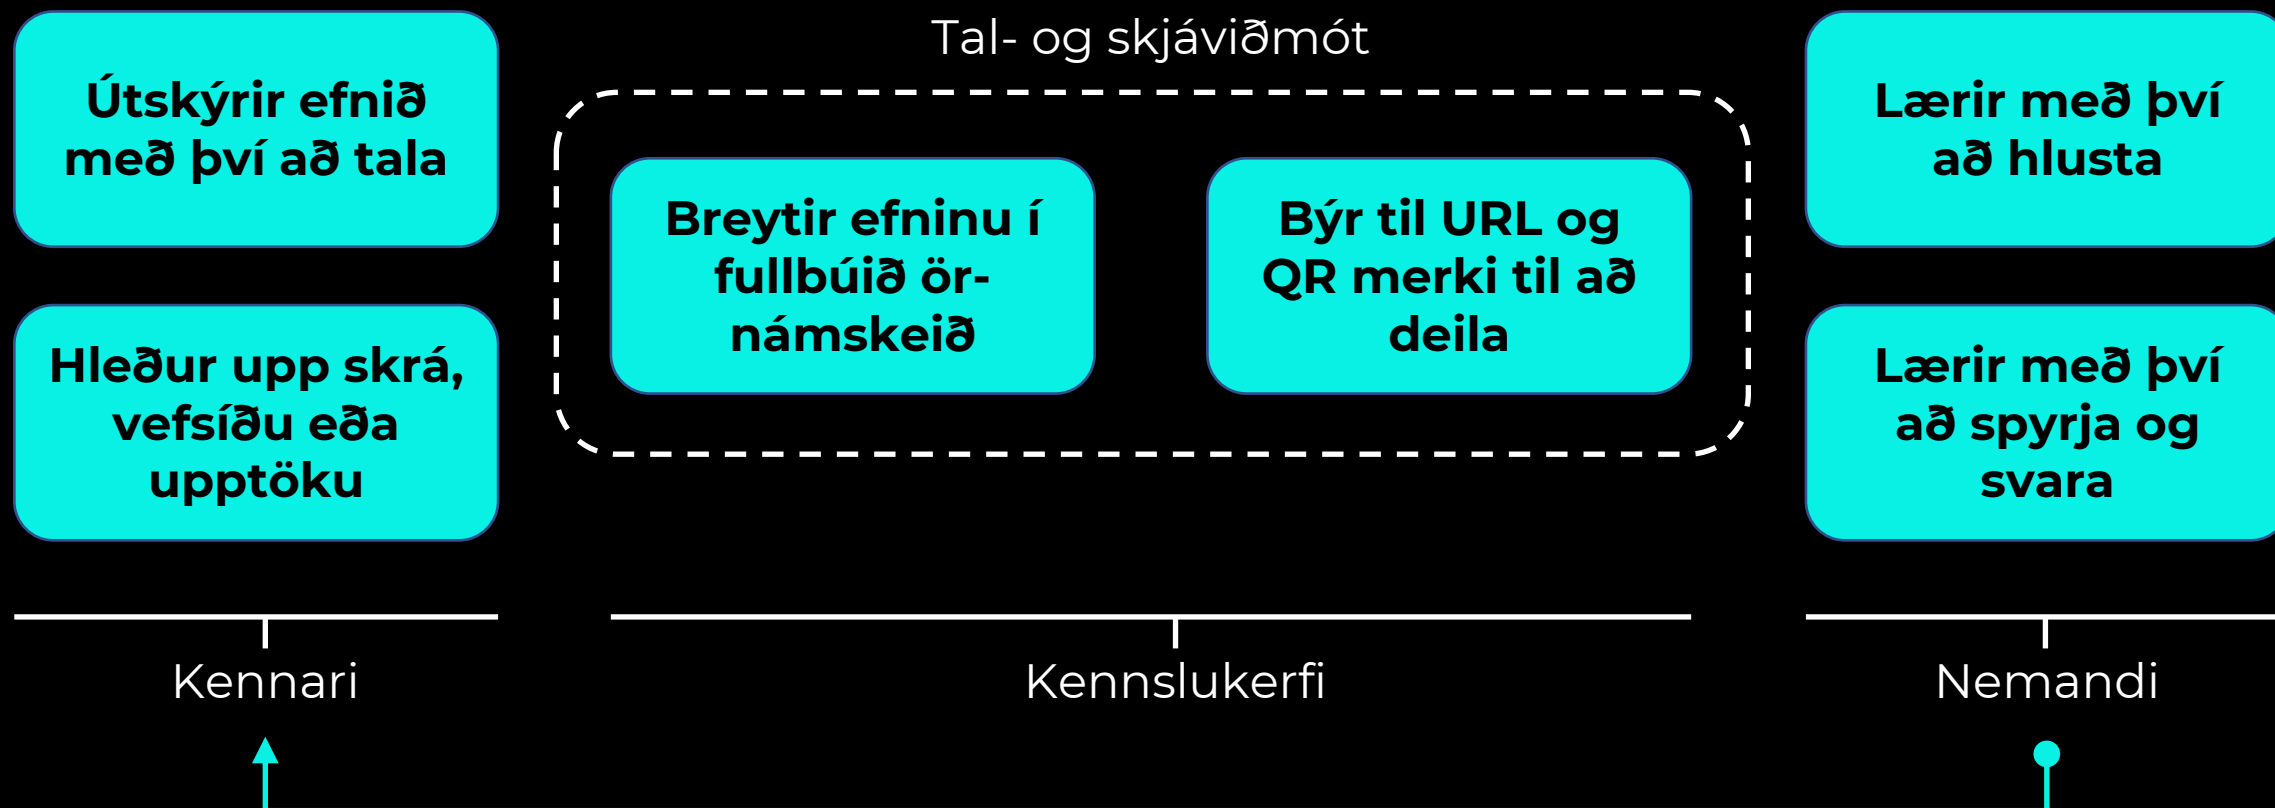 Tal- og skjáviðmót
Útskýrir efnið
með því að tala
Hleður upp skrá,
vefsíðu eða
upptöku
Breytir efninu í
fullbúið ör-
námskeið
Býr til URL og
QR merki til að
deila
Lærir með því
að hlusta
Lærir með því
að spyrja og
svara
Kennari
Kennslukerfi
Nemandi